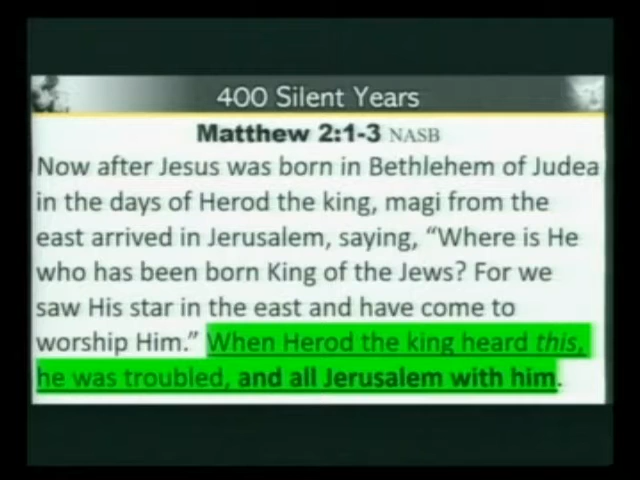 400 Silent Years
Matthew 2:1-3 NASB
Now after Jesus was born in Bethlehem of Judea
in the days of Herod the king, magi from the
east arrived in Jerusalem, saying, “Where is He
who has been born King of the Jews? For we
saw His star in the east and have come to
worship Him.” When Herod the king heard this,
he was troubled, and all Jerusalem with him.